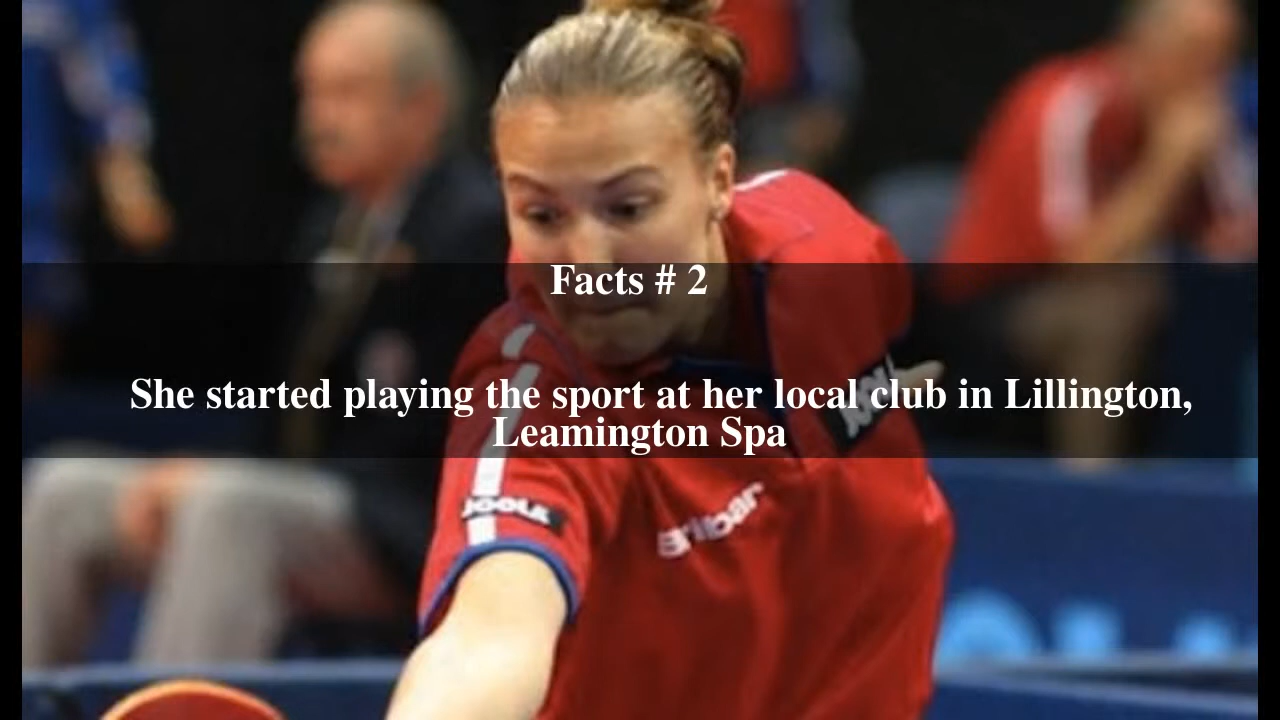 Facts # 2
She started playing the sport at her local club in Lillington,
Leamington Spa
JOOLA